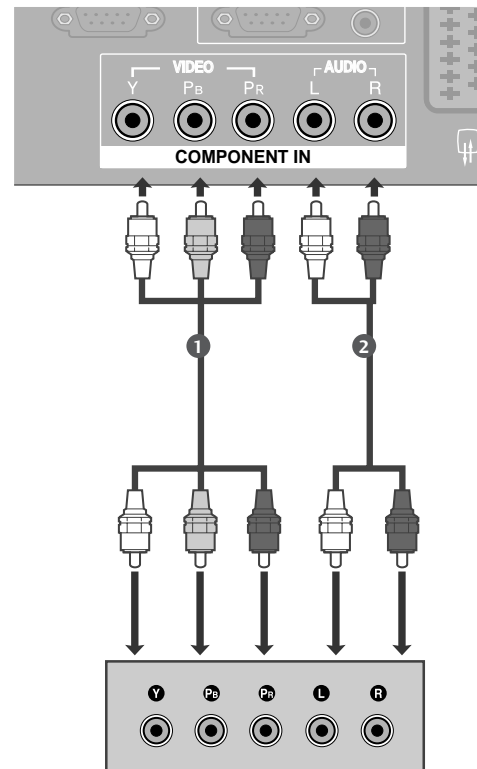 VIDEO AUDIO
Y PB PR L R
COMPONENT IN
1 2
Y PB PR L R